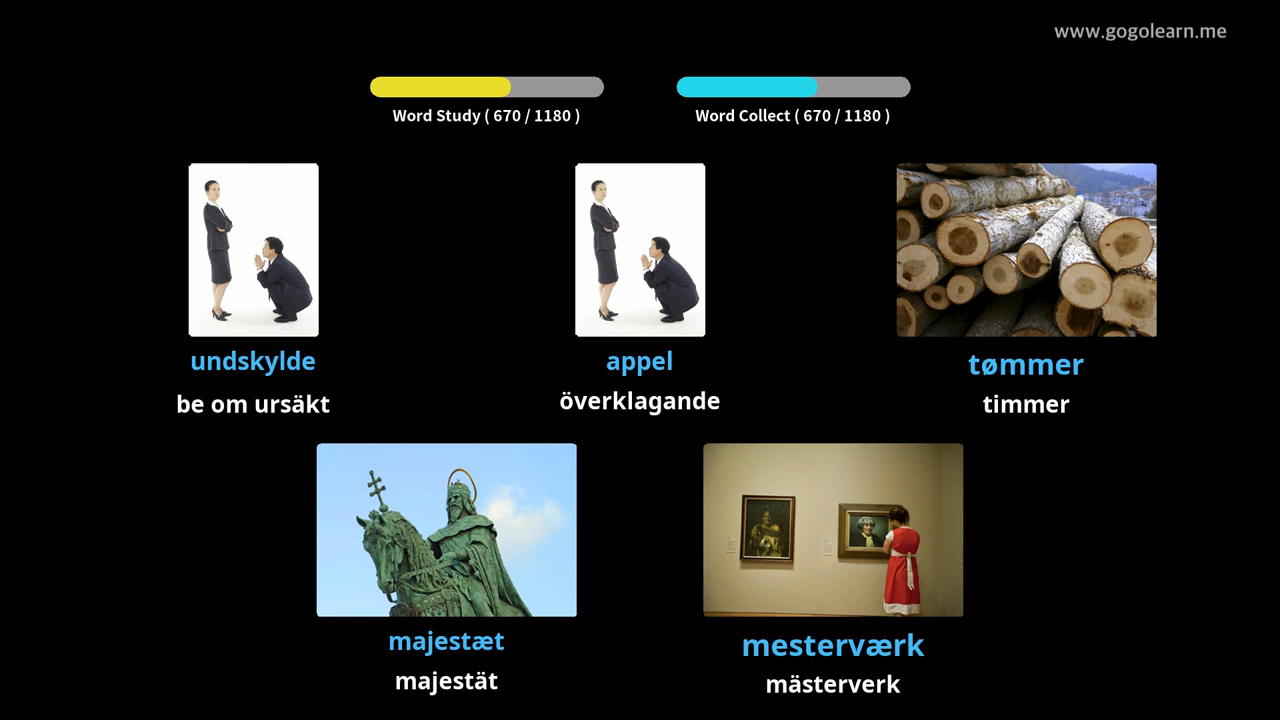 www.gogolearn.me
Word Study ( 670 / 1180 )
Word Collect ( 670 / 1180 )
undskylde
be om ursäkt
appel
överklagande
tømmer
timmer
majestæt
majestät
mesterværk
mästerverk